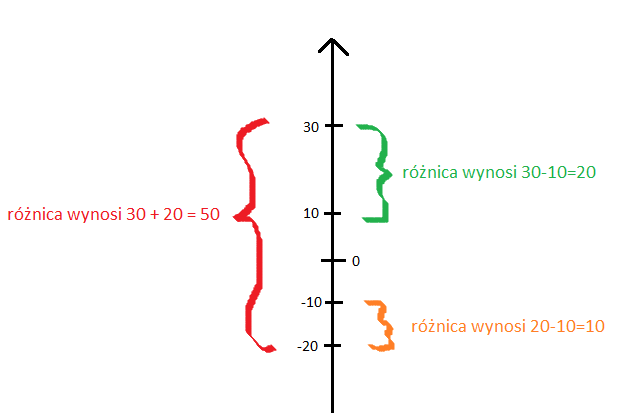 30
różnica wynosi 30-10=20
różnica wynosi 30 + 20 = 50
10
0
-10
różnica wynosi 20-10=10
-20